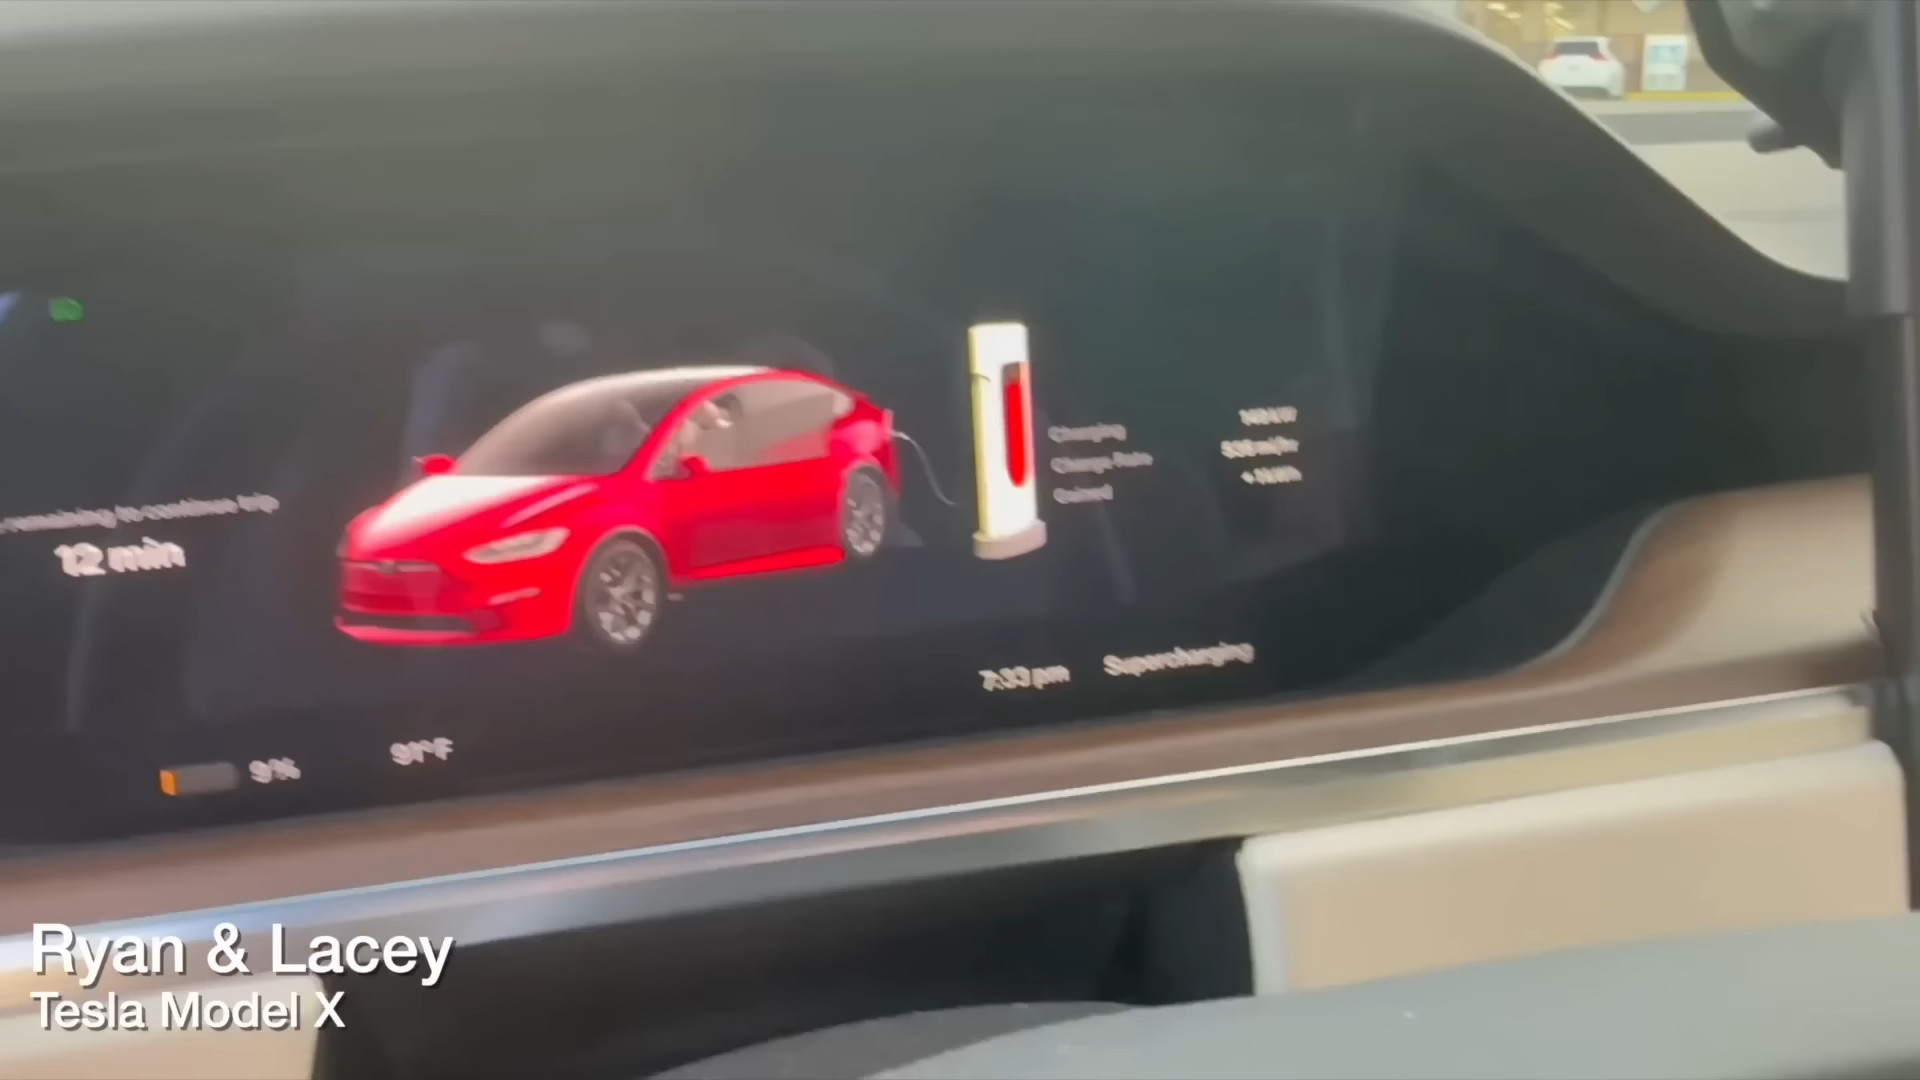 remaining to continue trip
12 min
Charging
Charge Rate
Gained
7:33 pm Supercharging
9% 91°F
Ryan & Lacey
Tesla Model X